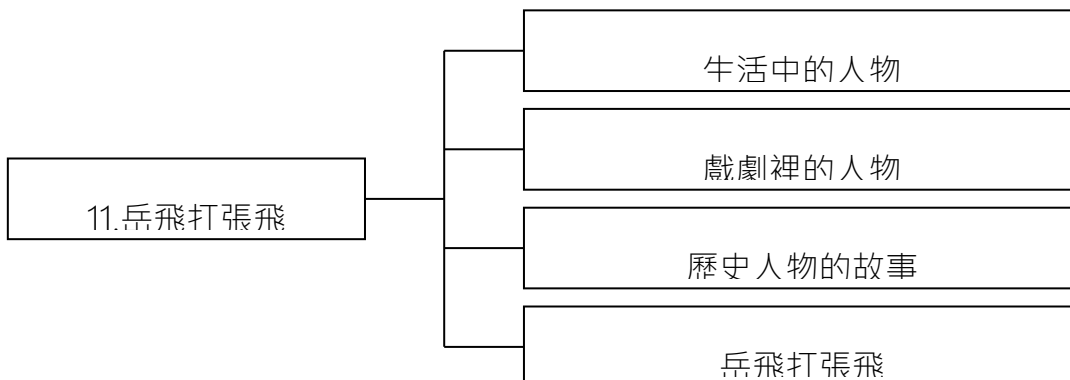 生活中的人物
戲劇裡的人物
11.岳飛打張飛
歷史人物的故事
岳飛打張飛